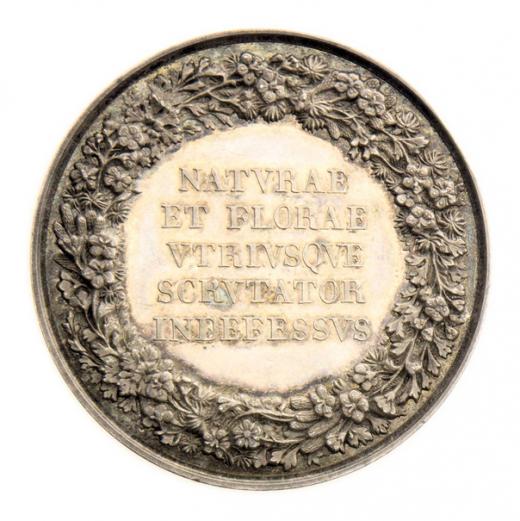 NATVRAE
ET FLORAE
VTRIVSQVE
SCRVTATOR
INDEFESSVS